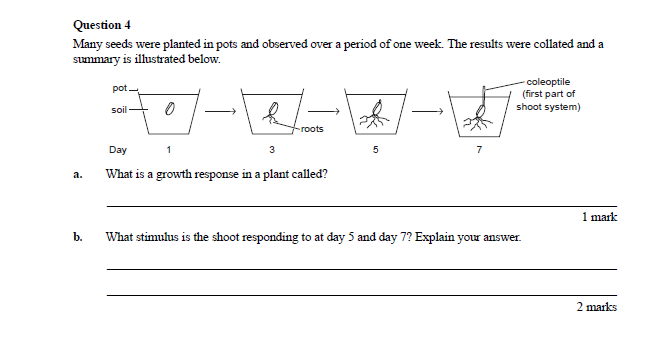 Question 4
Many seeds were planted in pots and observed over a period of one week. The results were collated and a
summary is illustrated below.
pot
soil
roots
coleoptile
(first part of
shoot system)
Day 1 3 5 7
a. What is a growth response in a plant called?
1 mark
b. What stimulus is the shoot responding to at day 5 and day 7? Explain your answer.
2 marks